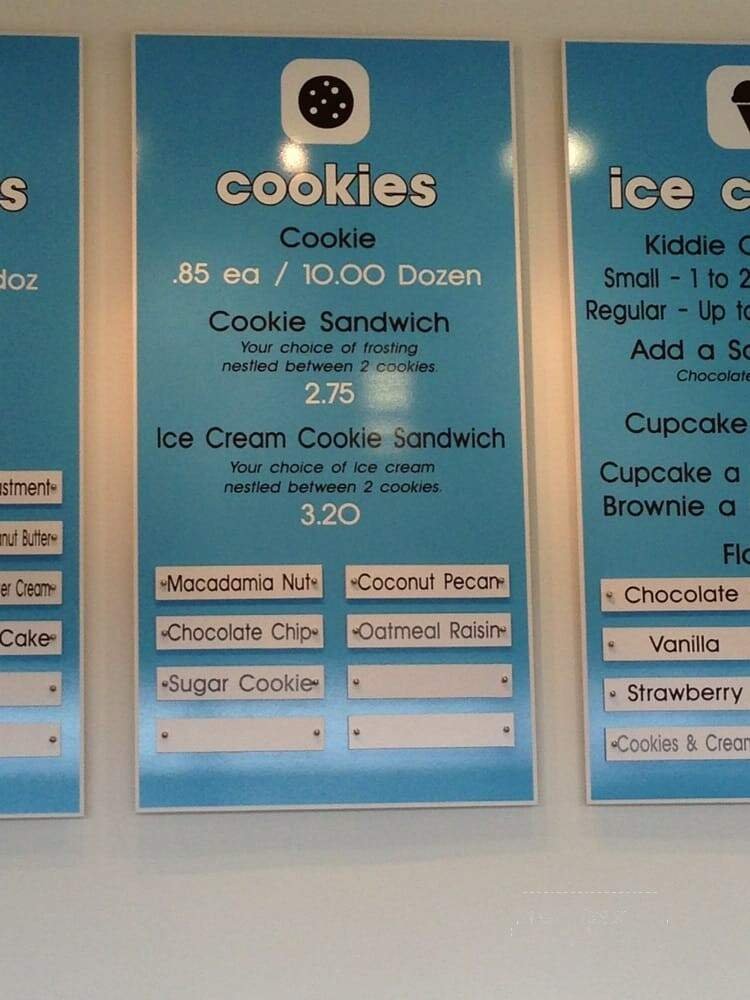 s
doz
stment
nut Butter
er Cream
Cake
cookies
Cookie
.85 ea / 10.00 Dozen
Cookie Sandwich
Your choice of frosting
nestled between 2 cookies.
2.75
Ice Cream Cookie Sandwich
Your choice of Ice cream
nestled between 2 cookies.
3.20
Macadamia Nut
Coconut Pecan
Chocolate Chip
Oatmeal Raisin
Sugar Cookie
ice c
Kiddie C
Small - 1 to 2
Regular - Up to
Add a Sc
Chocolate
Cupcake
Cupcake a
Brownie a
Fla
Chocolate
Vanilla
Strawberry
Cookies & Cream